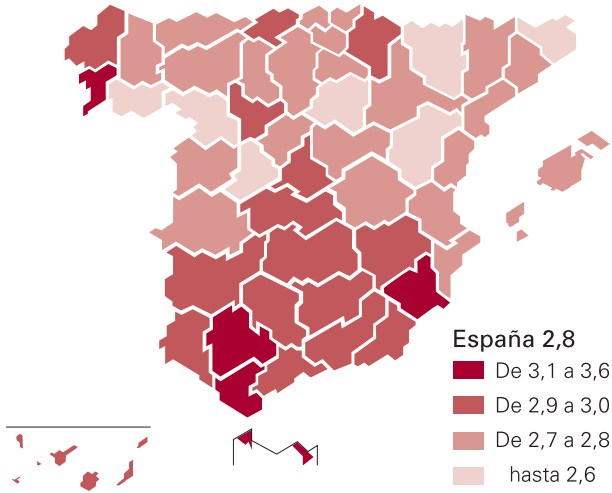 España 2,8
De 3,1 a 3,6
De 2,9 a 3,0
De 2,7 a 2,8
hasta 2,6